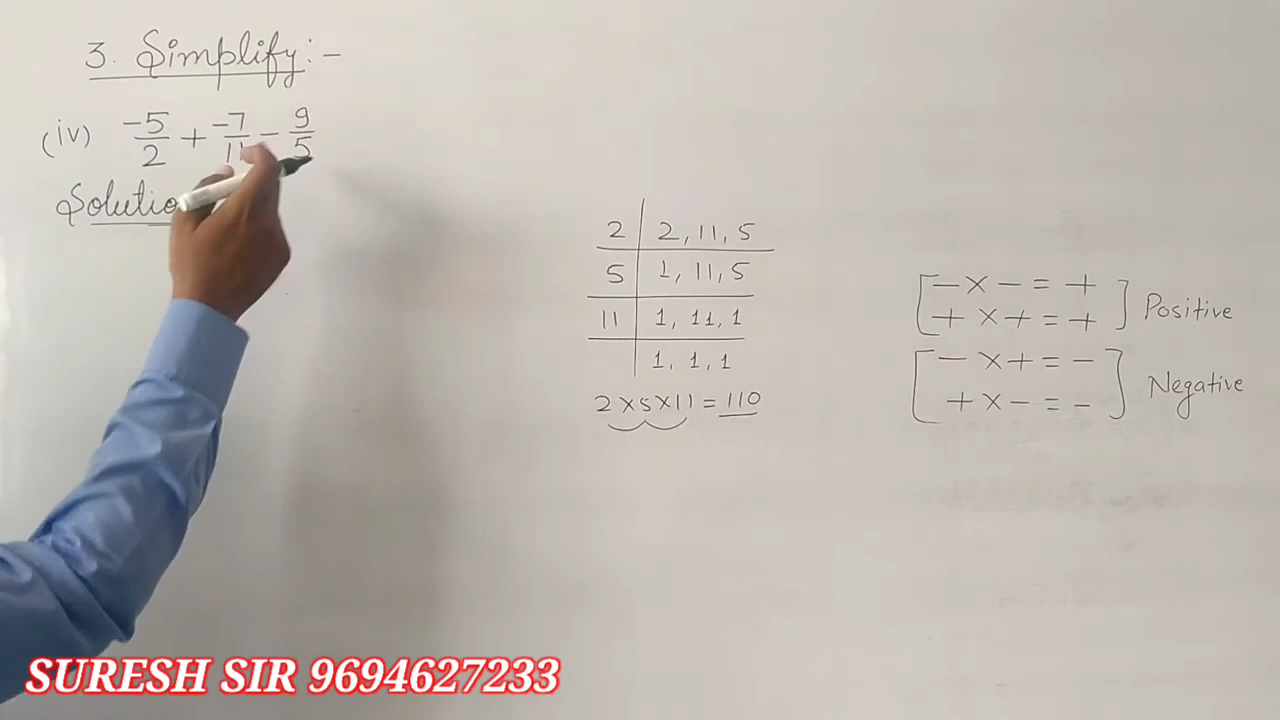 3. Simplify:-
(iv) -5/2 + -7/11 - 9/5
Solutio
2 | 2, 11, 5
5 | 1, 11, 5
11 | 1, 11, 1
1, 1, 1
2×5×11 = 110
[- × - = +
+ × + = +] Positive
[- × + = -
+ × - = -] Negative
SURESH SIR 9694627233